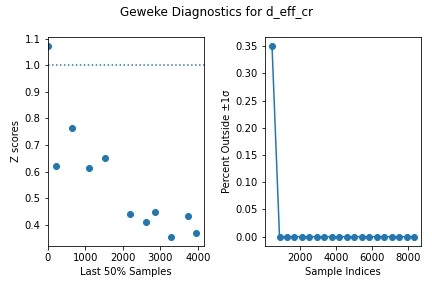 Geweke Diagnostics for d_eff_cr
1.1
1.0
0.9
0.8
0.7
0.6
0.5
0.4
Z scores
0 1000 2000 3000 4000
Last 50% Samples
0.35
0.30
0.25
0.20
0.15
0.10
0.05
0.00
Percent Outside ±1σ
2000 4000 6000 8000
Sample Indices